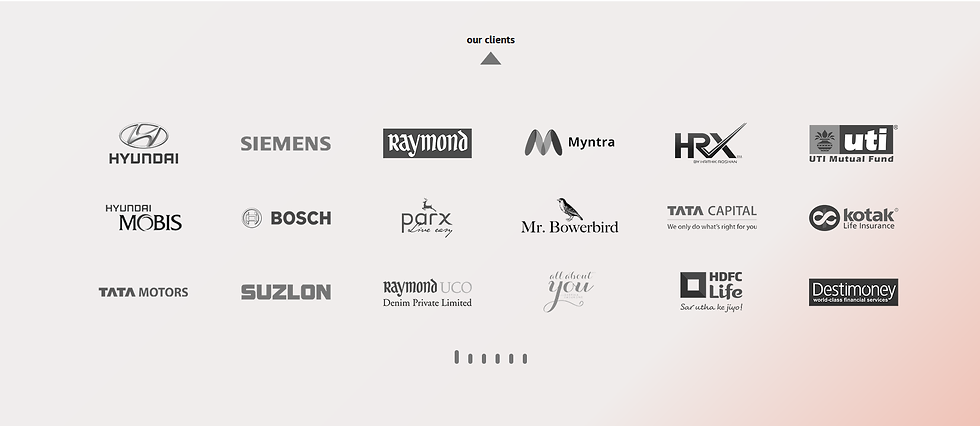 our clients
HYUNDAI
SIEMENS
Raymond
Myntra
HRX
BY HRITHIK ROSHAN
uti
UTI Mutual Fund
HYUNDAI
MOBIS
BOSCH
parx
Live easy
Mr. Bowerbird
TATA CAPITAL
We only do what's right for you
kotak
Life Insurance
TATA MOTORS
SUZLON
Raymond UCO
Denim Private Limited
all about
you
HDFC
Life
Sar utha ke jiyo!
Destimoney
world-class financial services